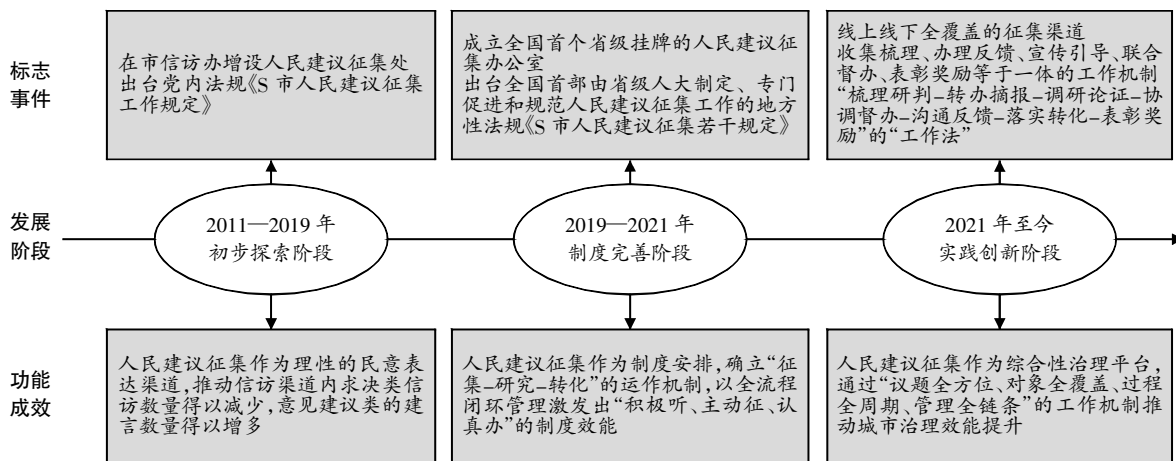 标志
事件
在市信访办增设人民建议征集处
出台党内法规《S 市人民建议征集
工作规定》
成立全国首个省级挂牌的人民建议征
集办公室
出台全国首部由省级人大制定、专门
促进和规范人民建议征集工作的地方
性法规《S 市人民建议征集若干规定》
线上线下全覆盖的征集渠道
收集梳理、办理反馈、宣传引导、联合
督办、表彰奖励等于一体的工作机制
“梳理研判–转办摘报–调研论证–协
调督办–沟通反馈–落实转化–表彰奖
励”的“工作法”
发展
阶段
2011—2019 年
初步探索阶段
2019—2021 年
制度完善阶段
2021 年至今
实践创新阶段
功能
成效
人民建议征集作为理性的民意表
达渠道,推动信访渠道内求决类信
访数量得以减少,意见建议类的建
言数量得以增多
人民建议征集作为制度安排,确立“征
集–研究–转化”的运作机制,以全流程
闭环管理激发出“积极听、主动征、认
真办”的制度效能
人民建议征集作为综合性治理平台,
通过“议题全方位、对象全覆盖、过程
全周期、管理全链条”的工作机制推
动城市治理效能提升